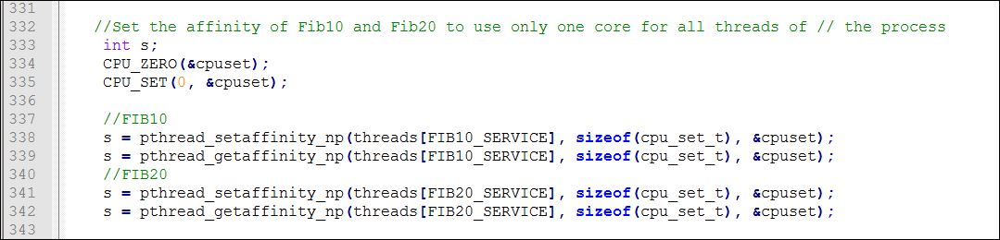 331
332 //Set the affinity of Fib10 and Fib20 to use only one core for all threads of // the process
333 int s;
334 CPU_ZERO(&cpuset);
335 CPU_SET(0, &cpuset);
336
337 //FIB10
338 s = pthread_setaffinity_np(threads[FIB10_SERVICE], sizeof(cpu_set_t), &cpuset);
339 s = pthread_getaffinity_np(threads[FIB10_SERVICE], sizeof(cpu_set_t), &cpuset);
340 //FIB20
341 s = pthread_setaffinity_np(threads[FIB20_SERVICE], sizeof(cpu_set_t), &cpuset);
342 s = pthread_getaffinity_np(threads[FIB20_SERVICE], sizeof(cpu_set_t), &cpuset);
343